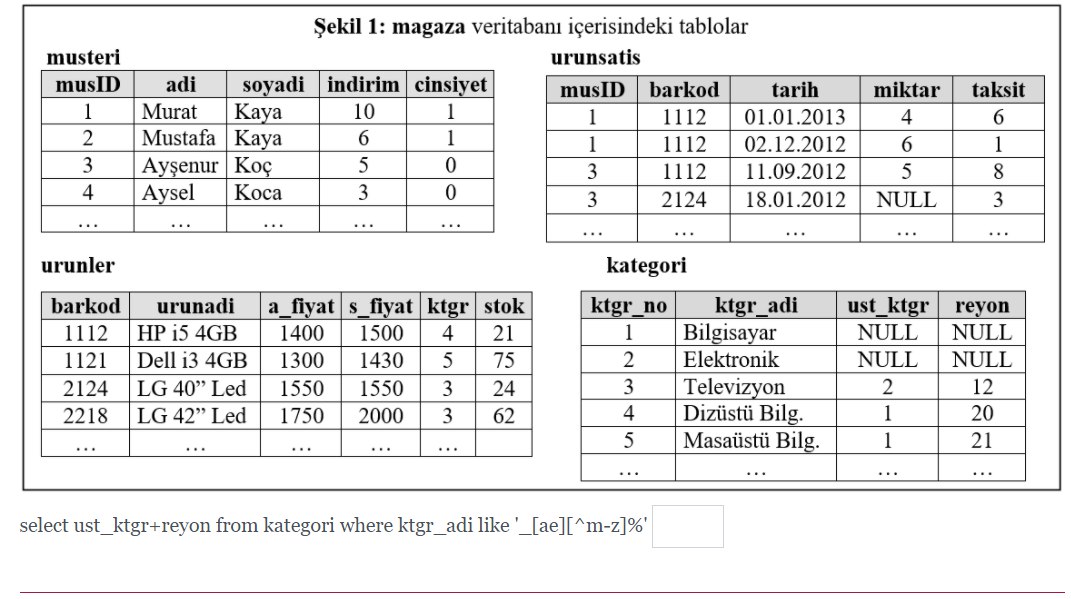 Şekil 1: magaza veritabanı içerisindeki tablolar
musteri
musID adi soyadi indirim cinsiyet
1 Murat Kaya 10 1
2 Mustafa Kaya 6 1
3 Ayşenur Koç 5 0
4 Aysel Koca 3 0
… … … … …
urunsatis
musID barkod tarih miktar taksit
1 1112 01.01.2013 4 6
1 1112 02.12.2012 6 1
3 1112 11.09.2012 5 8
3 2124 18.01.2012 NULL 3
… … … … …
urunler
barkod urunadi a_fiyat s_fiyat ktgr stok
1112 HP i5 4GB 1400 1500 4 21
1121 Dell i3 4GB 1300 1430 5 75
2124 LG 40” Led 1550 1550 3 24
2218 LG 42” Led 1750 2000 3 62
… … … … …
kategori
ktgr_no ktgr_adi ust_ktgr reyon
1 Bilgisayar NULL NULL
2 Elektronik NULL NULL
3 Televizyon 2 12
4 Dizüstü Bilg. 1 20
5 Masaüstü Bilg. 1 21
… … … …
select ust_ktgr+reyon from kategori where ktgr_adi like '_[ae][^m-z]%'